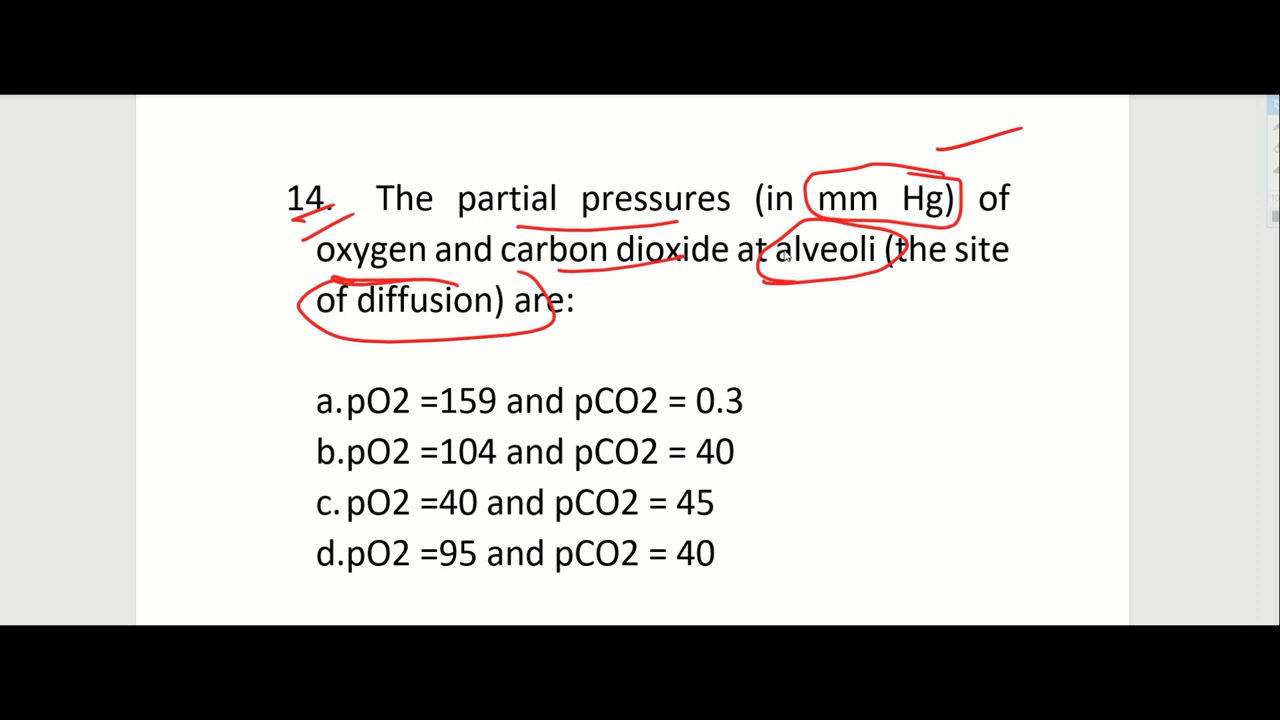 14. The partial pressures (in mm Hg) of
oxygen and carbon dioxide at alveoli (the site
of diffusion) are:
a.pO2 =159 and pCO2 = 0.3
b.pO2 =104 and pCO2 = 40
c. pO2 =40 and pCO2 = 45
d.pO2 =95 and pCO2 = 40